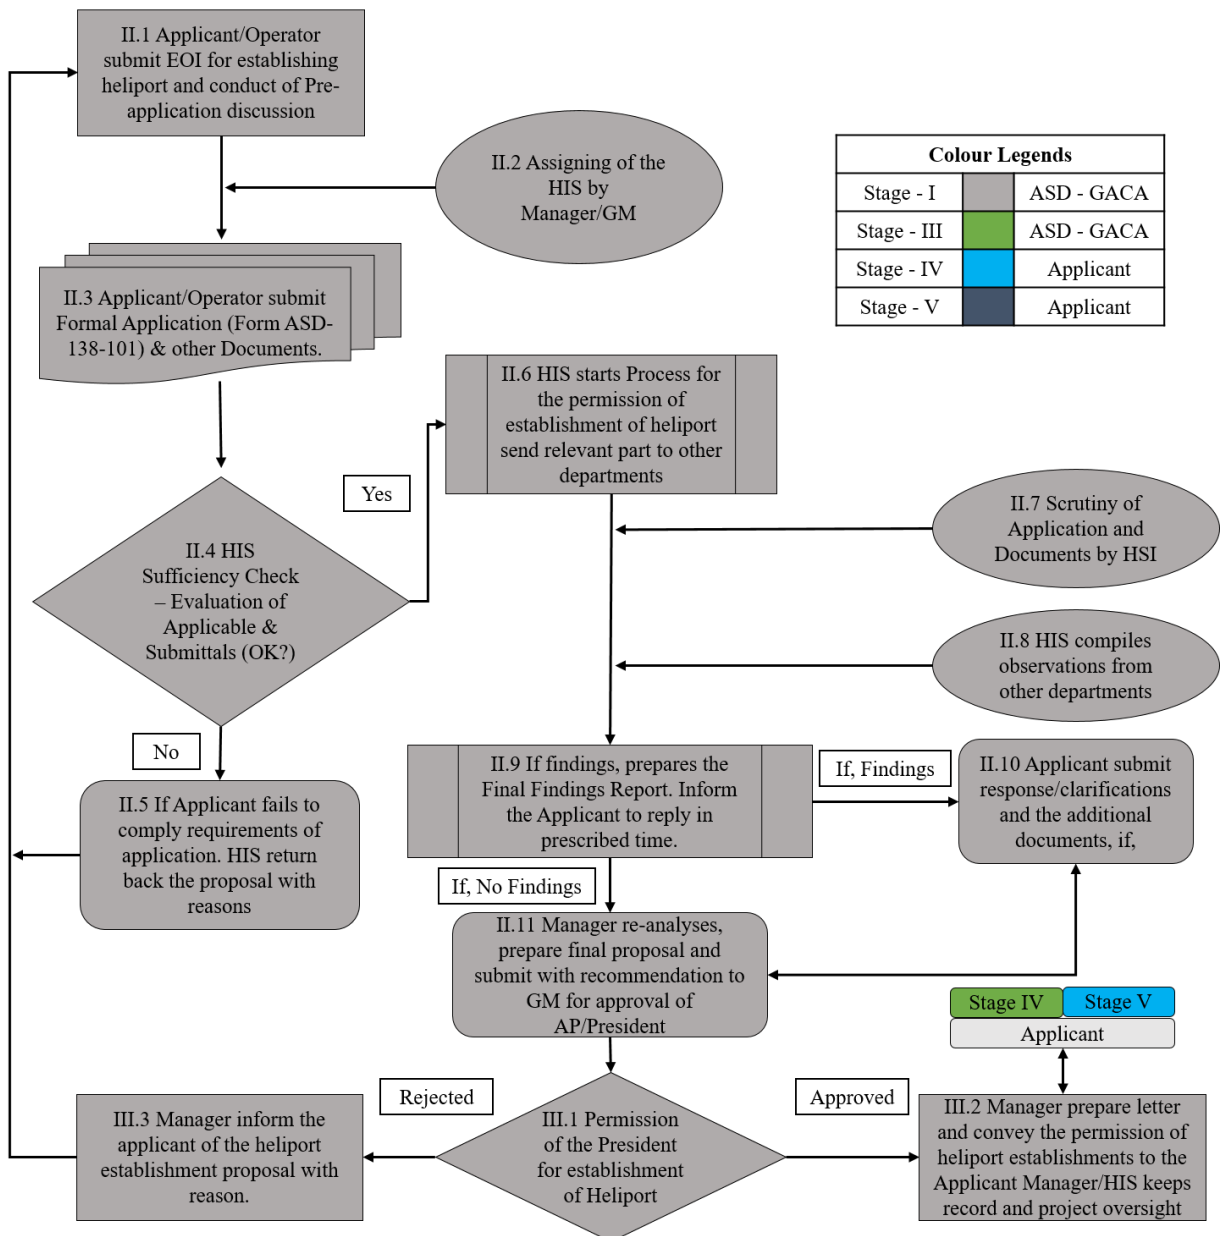 II.1 Applicant/Operator
submit EOI for establishing
heliport and conduct of Pre-
application discussion
II.2 Assigning of the
HIS by
Manager/GM
Colour Legends
Stage - I ASD - GACA
Stage - III ASD - GACA
Stage - IV Applicant
Stage - V Applicant
II.3 Applicant/Operator submit
Formal Application (Form ASD-
138-101) & other Documents.
II.6 HIS starts Process for
the permission of
establishment of heliport
send relevant part to other
departments
Yes
II.4 HIS
Sufficiency Check
– Evaluation of
Applicable &
Submittals (OK?)
II.7 Scrutiny of
Application and
Documents by HSI
II.8 HIS compiles
observations from
other departments
No
II.5 If Applicant fails to
comply requirements of
application. HIS return
back the proposal with
reasons
II.9 If findings, prepares the
Final Findings Report. Inform
the Applicant to reply in
prescribed time.
If, Findings
II.10 Applicant submit
response/clarifications
and the additional
documents, if,
If, No Findings
II.11 Manager re-analyses,
prepare final proposal and
submit with recommendation to
GM for approval of
AP/President
Stage IV Stage V
Applicant
Rejected
Approved
III.3 Manager inform the
applicant of the heliport
establishment proposal with
reason.
III.1 Permission
of the President
for establishment
of Heliport
III.2 Manager prepare letter
and convey the permission of
heliport establishments to the
Applicant Manager/HIS keeps
record and project oversight